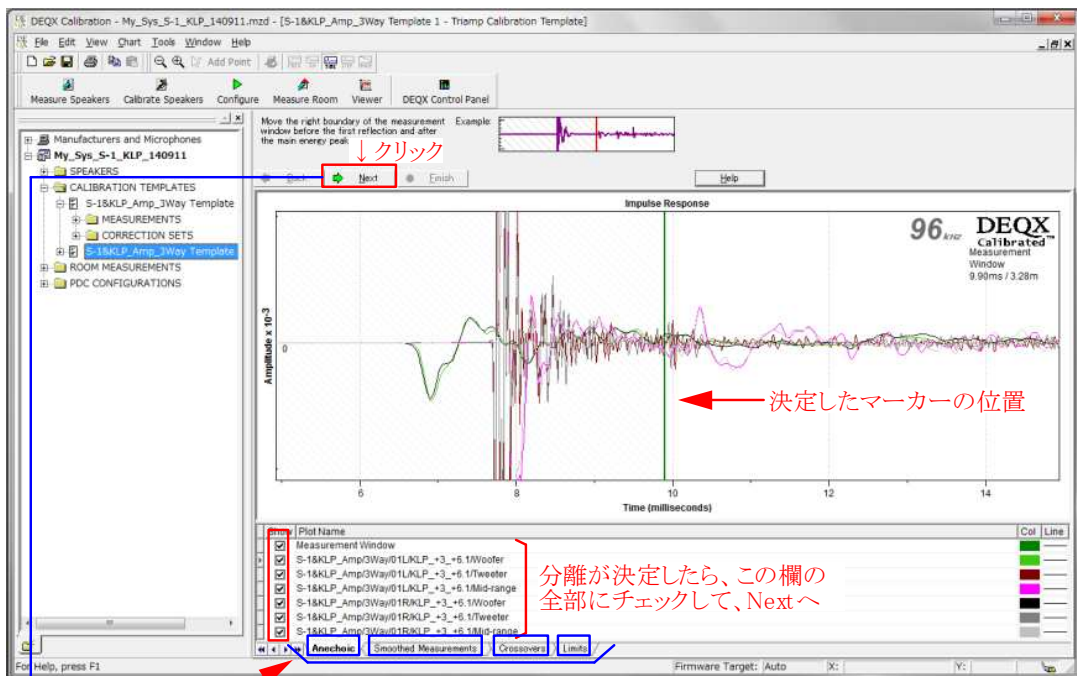 DEQX Calibration - My_Sys_S-1_KLP_140911.mzd - [S-1&KLP_Amp_3Way Template 1 - Triamp Calibration Template]
File Edit View Chart Tools Window Help
Add Point
Measure Speakers Calibrate Speakers Configure Measure Room Viewer DEQX Control Panel
Manufacturers and Microphones
My_Sys_S-1_KLP_140911
SPEAKERS
CALIBRATION TEMPLATES
S-1&KLP_Amp_3Way Template
MEASUREMENTS
CORRECTION SETS
S-1&KLP_Amp_3Way Template
ROOM MEASUREMENTS
PDC CONFIGURATIONS
Move the right boundary of the measurement
window before the first reflection and after
the main energy peak
Example:
↓クリック
Back Next Finish Help
Impulse Response
96 kHz DEQX
Calibrated™
Measurement
Window
9.90ms / 3.28m
Amplitude x 10-3
0
決定したマーカーの位置
6 8 10 12 14
Time (milliseconds)
Show Plot Name Col Line
Measurement Window
S-1&KLP_Amp/3Way/01L/KLP_+3_+6.1/Woofer
S-1&KLP_Amp/3Way/01L/KLP_+3_+6.1/Tweeter
S-1&KLP_Amp/3Way/01L/KLP_+3_+6.1/Mid-range
S-1&KLP_Amp/3Way/01R/KLP_+3_+6.1/Woofer
S-1&KLP_Amp/3Way/01R/KLP_+3_+6.1/Tweeter
S-1&KLP_Amp/3Way/01R/KLP_+3_+6.1/Mid-range
分離が決定したら、この欄の
全部にチェックして、Nextへ
Anechoic Smoothed Measurements Crossovers Limits
For Help, press F1 Firmware Target: Auto X: Y: